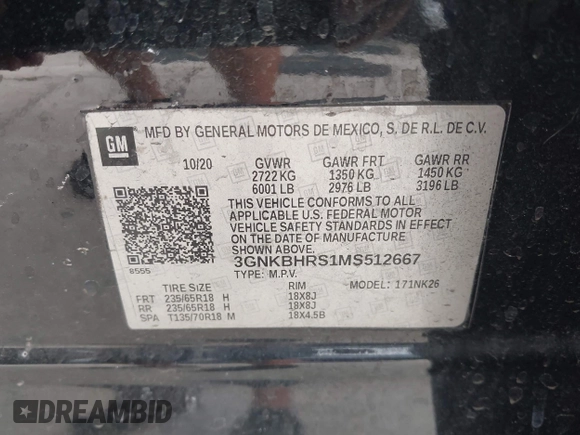 GM
MFD BY GENERAL MOTORS DE MEXICO, S. DE R.L. DE C.V.
10/20 GVWR GAWR FRT GAWR RR
2722 KG 1350 KG 1450 KG
6001 LB 2976 LB 3196 LB
THIS VEHICLE CONFORMS TO ALL
APPLICABLE U.S. FEDERAL MOTOR
VEHICLE SAFETY STANDARDS IN EFFECT
ON THE DATE OF MANUFACTURE
SHOWN ABOVE.
8555 3GNKBHRS1MS512667
TYPE: M.P.V. MODEL: 171NK26
TIRE SIZE RIM
FRT 235/65R18 H 18X8J
RR 235/65R18 H 18X8J
SPA T135/70R18 M 18X4.5B
DREAMBID